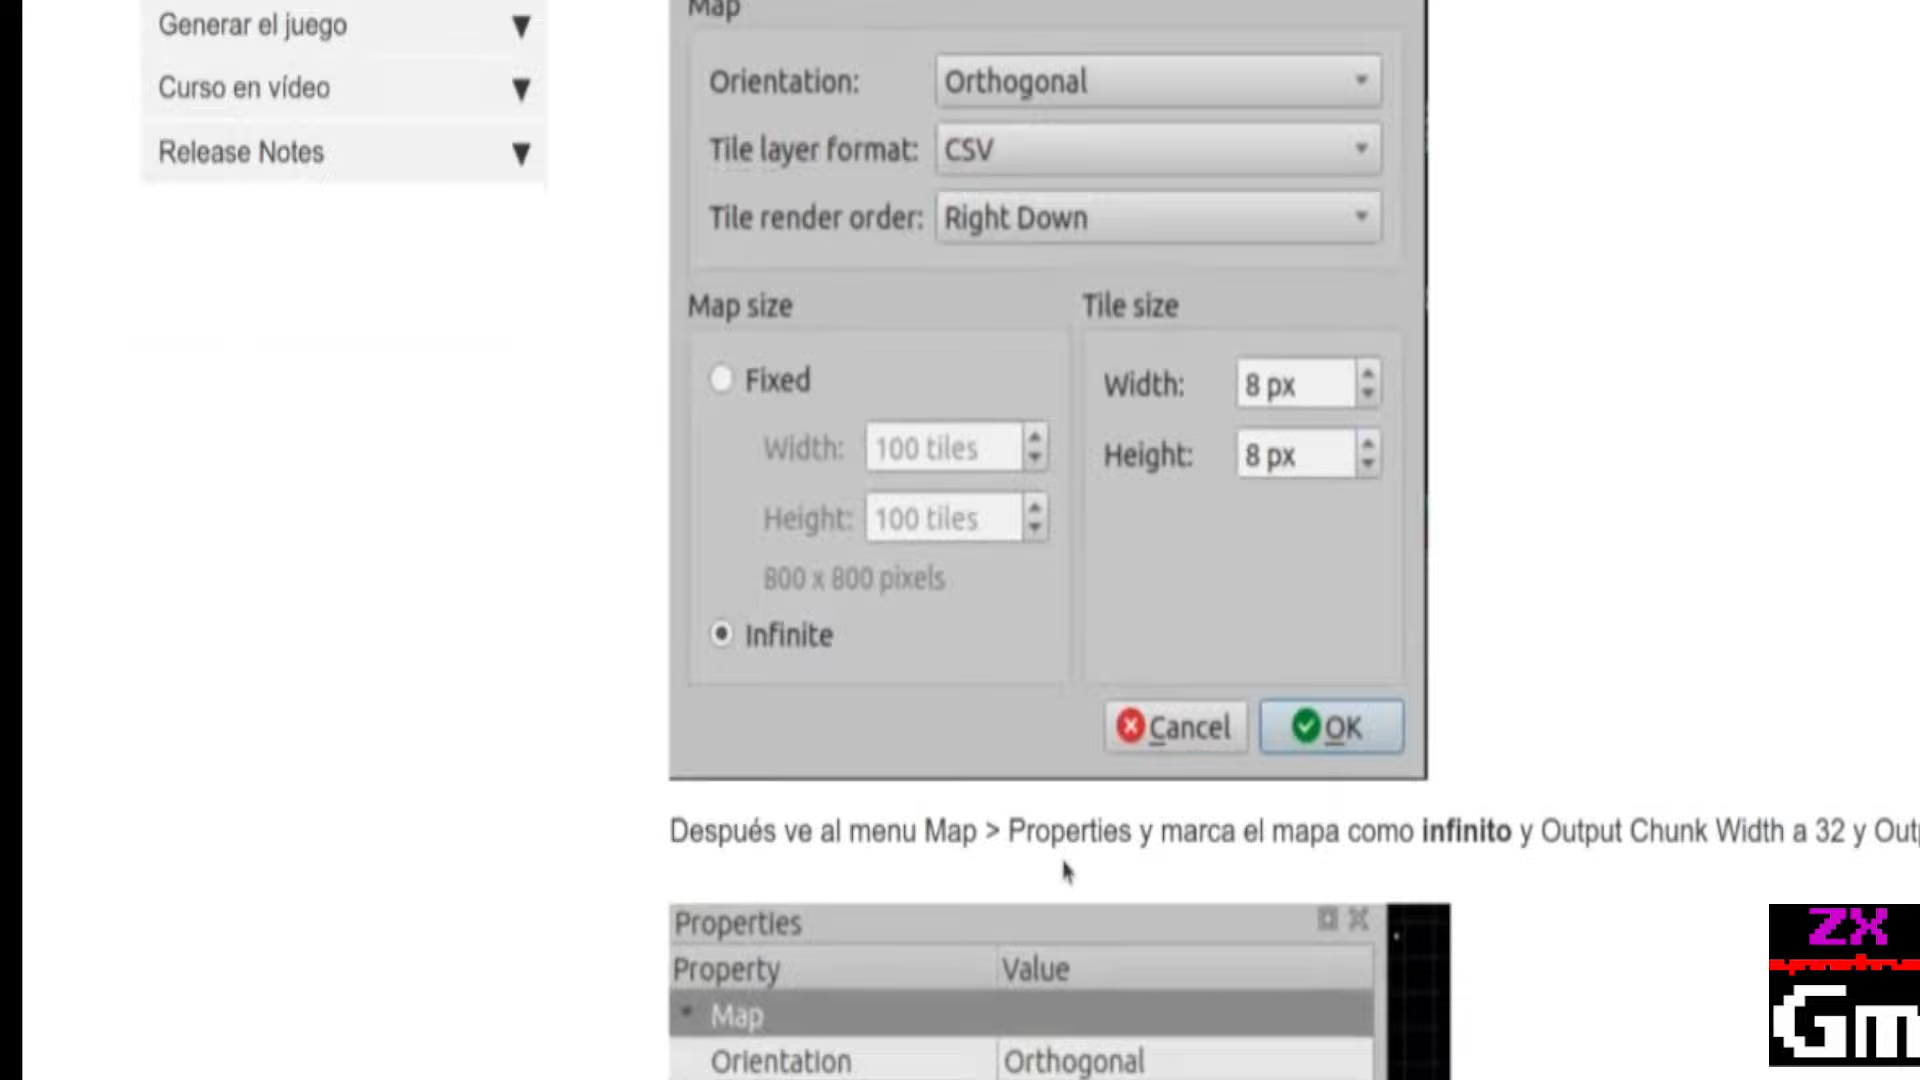 Generar el juego
Curso en vídeo
Release Notes
Map
Orientation: Orthogonal
Tile layer format: CSV
Tile render order: Right Down
Map size
Fixed
Width: 100 tiles
Height: 100 tiles
800 x 800 pixels
Infinite
Tile size
Width: 8 px
Height: 8 px
Cancel OK
Después ve al menu Map > Properties y marca el mapa como infinito y Output Chunk Width a 32 y Outp
Properties
Property Value
Map
Orientation Orthogonal
ZX
Gm